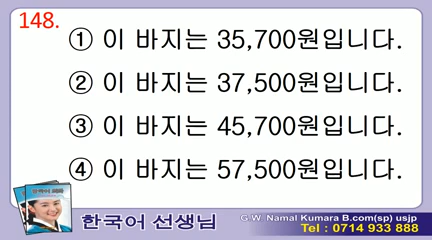 148.
① 이 바지는 35,700원입니다.
② 이 바지는 37,500원입니다.
③ 이 바지는 45,700원입니다.
④ 이 바지는 57,500원입니다.
한국어 선생님
G.W. Namal Kumara B.com(sp) usjp
Tel : 0714 933 888